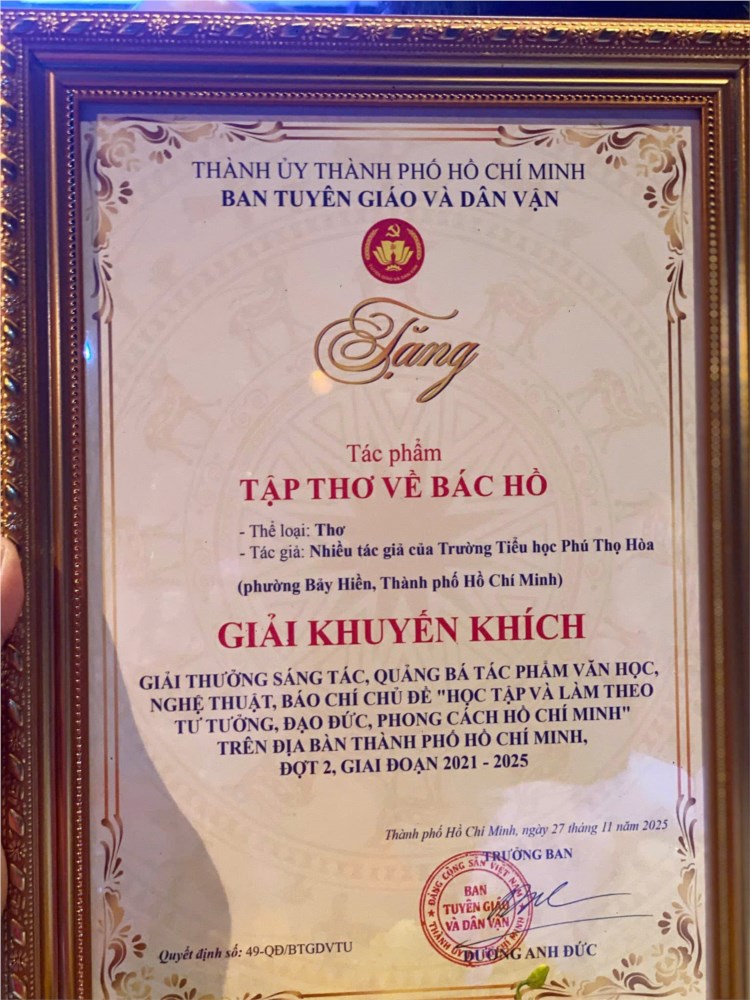 THÀNH ỦY THÀNH PHỐ HỒ CHÍ MINH
BAN TUYÊN GIÁO VÀ DÂN VẬN
Tặng
Tác phẩm
TẬP THƠ VỀ BÁC HỒ
- Thể loại: Thơ
- Tác giả: Nhiều tác giả của Trường Tiểu học Phú Thọ Hòa
(phường Bảy Hiền, Thành phố Hồ Chí Minh)
GIẢI KHUYẾN KHÍCH
GIẢI THƯỞNG SÁNG TÁC, QUẢNG BÁ TÁC PHẨM VĂN HỌC,
NGHỆ THUẬT, BÁO CHÍ CHỦ ĐỀ "HỌC TẬP VÀ LÀM THEO
TƯ TƯỞNG, ĐẠO ĐỨC, PHONG CÁCH HỒ CHÍ MINH"
TRÊN ĐỊA BÀN THÀNH PHỐ HỒ CHÍ MINH,
ĐỢT 2, GIAI ĐOẠN 2021 - 2025
Thành phố Hồ Chí Minh, ngày 27 tháng 11 năm 2025
TRƯỞNG BAN
ĐẢNG CỘNG SẢN VIỆT NAM
BAN
TUYÊN GIÁO
VÀ DÂN VẬN
Quyết định số: 49-QĐ/BTGDVTU
DƯƠNG ANH ĐỨC